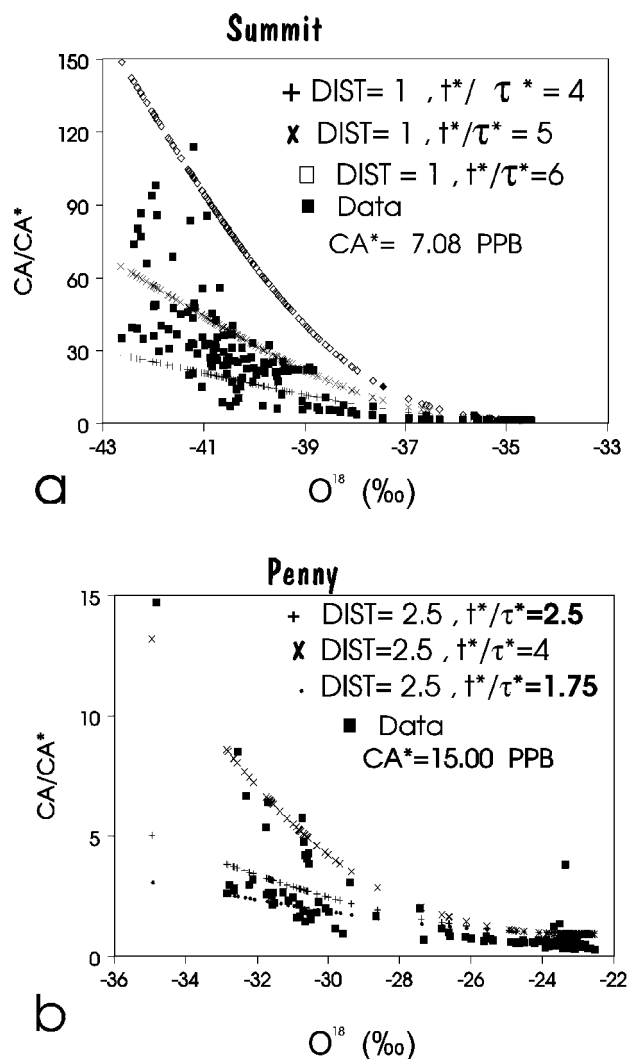 Summit
150
120
90
60
30
0
CA/CA*
+ DIST= 1 , t*/ τ * = 4
x DIST= 1 , t*/τ* = 5
□ DIST = 1 , t*/τ*=6
■ Data
CA*= 7.08 PPB
-43 -41 -39 -37 -35 -33
a
O¹⁸ (‰)
Penny
15
10
5
0
CA/CA*
+ DIST= 2.5 , t*/τ*=2.5
x DIST=2.5 , t*/τ*=4
· DIST= 2.5 , t*/τ*=1.75
■ Data
CA*=15.00 PPB
-36 -34 -32 -30 -28 -26 -24 -22
b
O¹⁸ (‰)